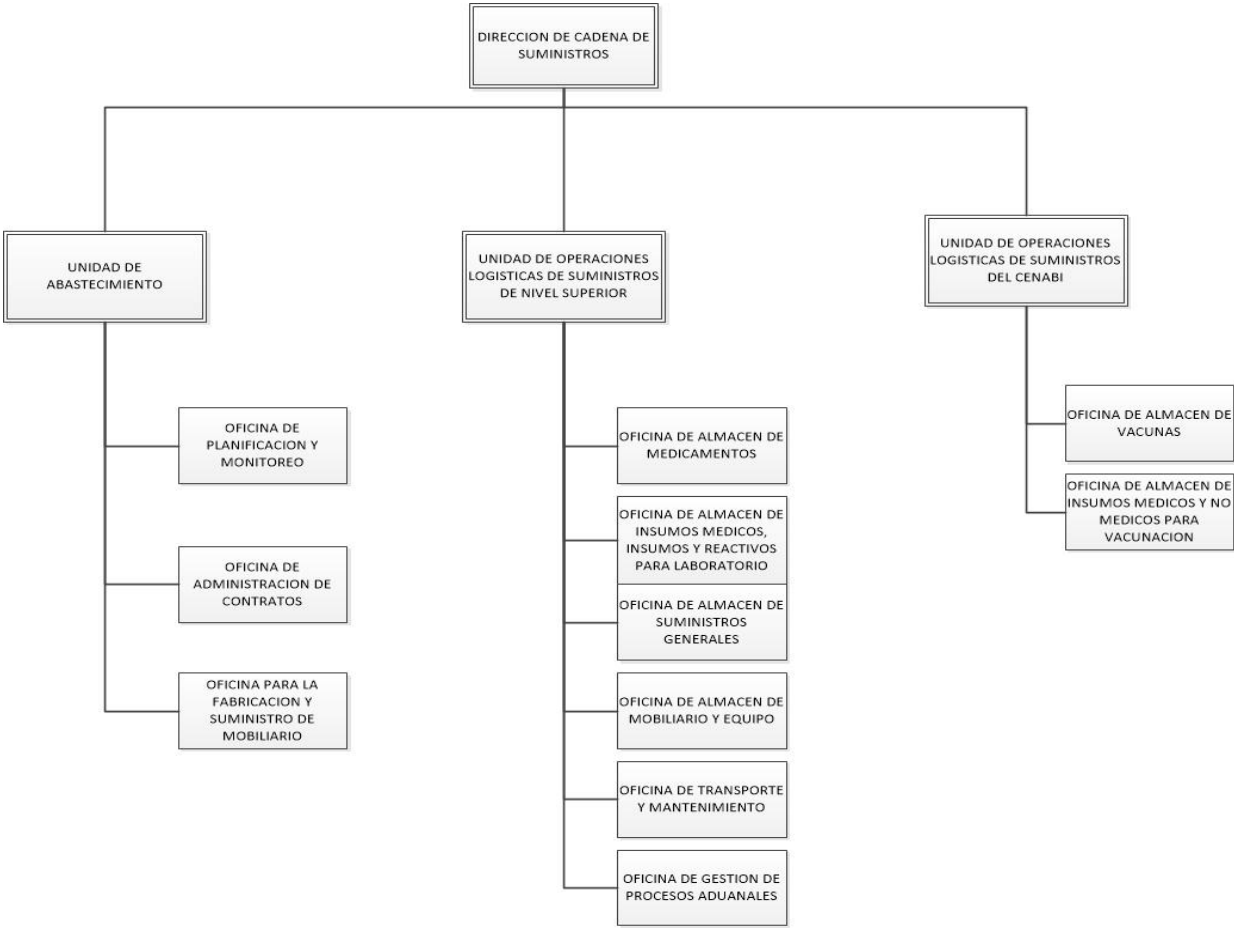 DIRECCION DE CADENA DE
SUMINISTROS
UNIDAD DE
ABASTECIMIENTO
OFICINA DE
PLANIFICACION Y
MONITOREO
OFICINA DE
ADMINISTRACION DE
CONTRATOS
OFICINA PARA LA
FABRICACION Y
SUMINISTRO DE
MOBILIARIO
UNIDAD DE OPERACIONES
LOGISTICAS DE SUMINISTROS
DE NIVEL SUPERIOR
OFICINA DE ALMACEN DE
MEDICAMENTOS
OFICINA DE ALMACEN DE
INSUMOS MEDICOS,
INSUMOS Y REACTIVOS
PARA LABORATORIO
OFICINA DE ALMACEN DE
SUMINISTROS
GENERALES
OFICINA DE ALMACEN DE
MOBILIARIO Y EQUIPO
OFICINA DE TRANSPORTE
Y MANTENIMIENTO
OFICINA DE GESTION DE
PROCESOS ADUANALES
UNIDAD DE OPERACIONES
LOGISTICAS DE SUMINISTROS
DEL CENABI
OFICINA DE ALMACEN DE
VACUNAS
OFICINA DE ALMACEN DE
INSUMOS MEDICOS Y NO
MEDICOS PARA
VACUNACION